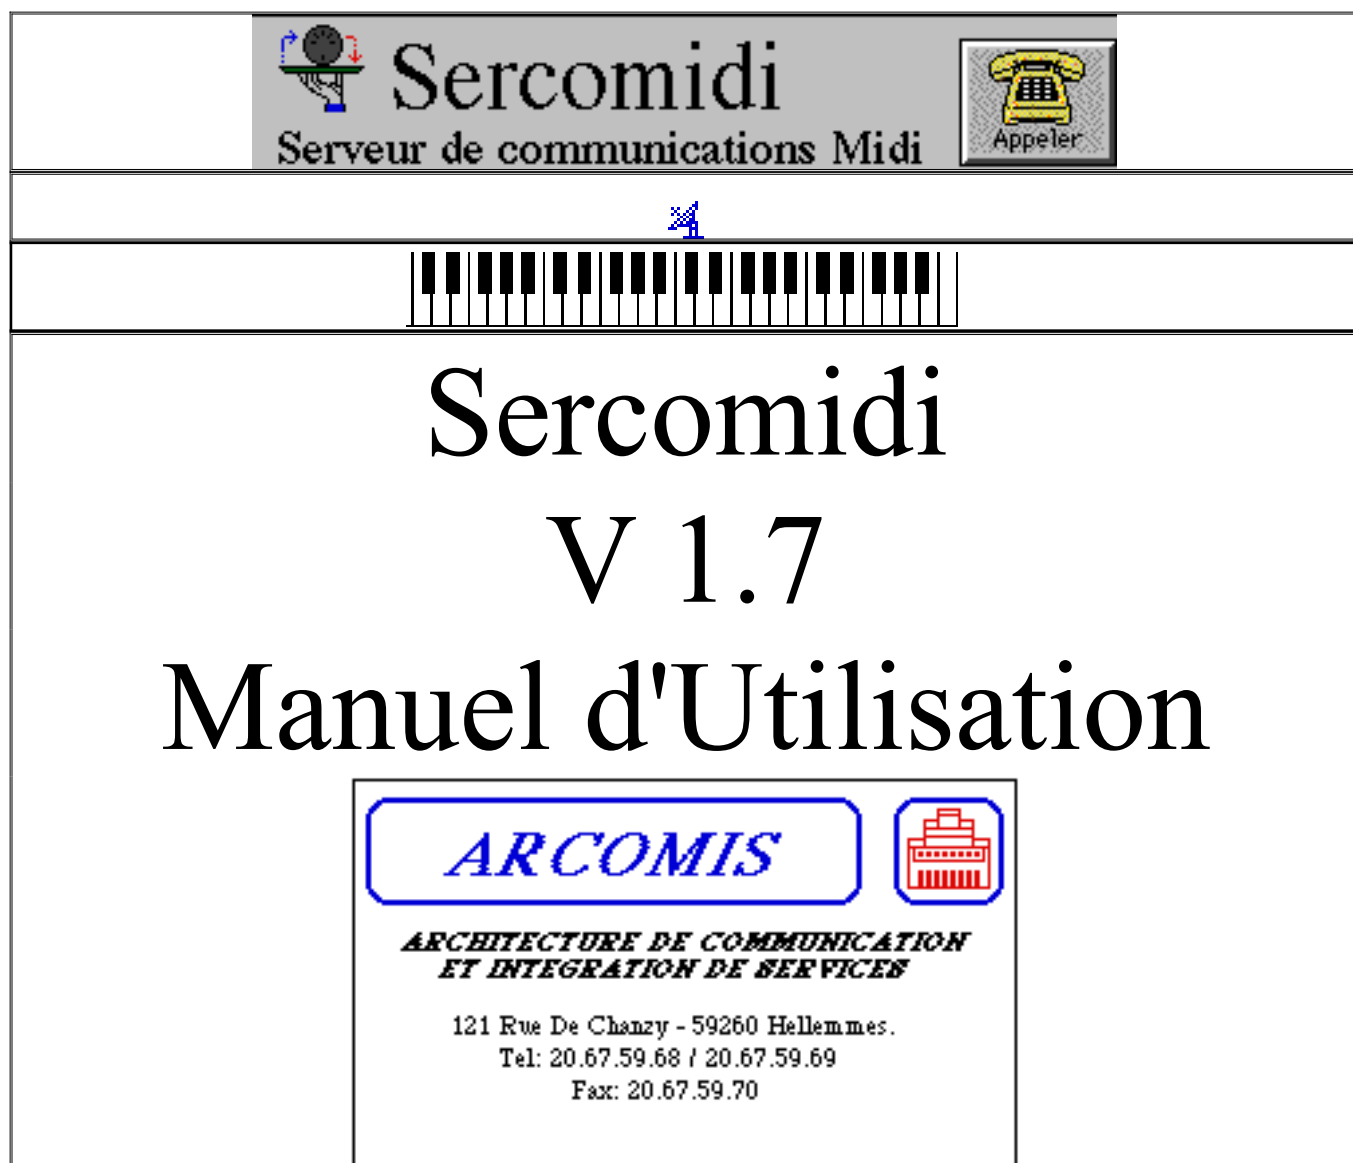 Sercomidi
Serveur de communications Midi
Appeler
Sercomidi
V 1.7
Manuel d'Utilisation
ARCOMIS
ARCHITECTURE DE COMMUNICATION
ET INTEGRATION DE SERVICES
121 Rue De Chanzy - 59260 Hellemmes.
Tel: 20.67.59.68 / 20.67.59.69
Fax: 20.67.59.70